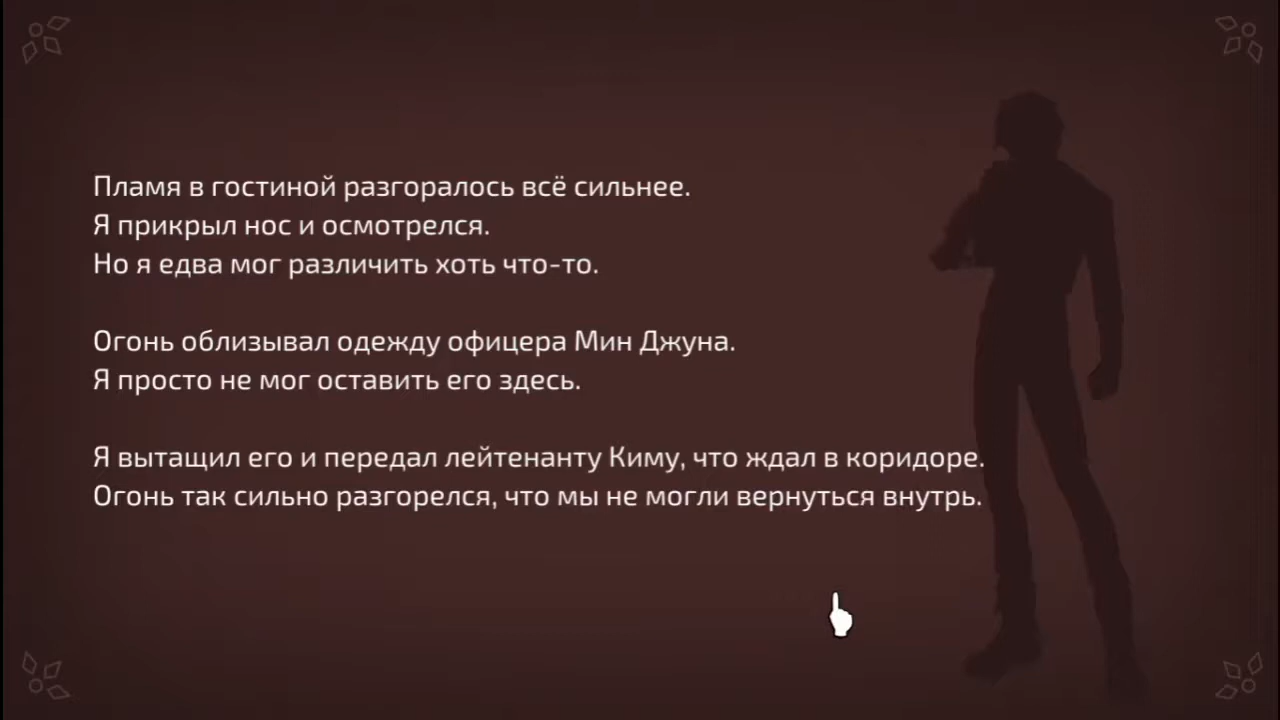 Пламя в гостиной разгоралось всё сильнее.
Я прикрыл нос и осмотрелся.
Но я едва мог различить хоть что-то.
Огонь облизывал одежду офицера Мин Джуна.
Я просто не мог оставить его здесь.
Я вытащил его и передал лейтенанту Киму, что ждал в коридоре.
Огонь так сильно разгорелся, что мы не могли вернуться внутрь.